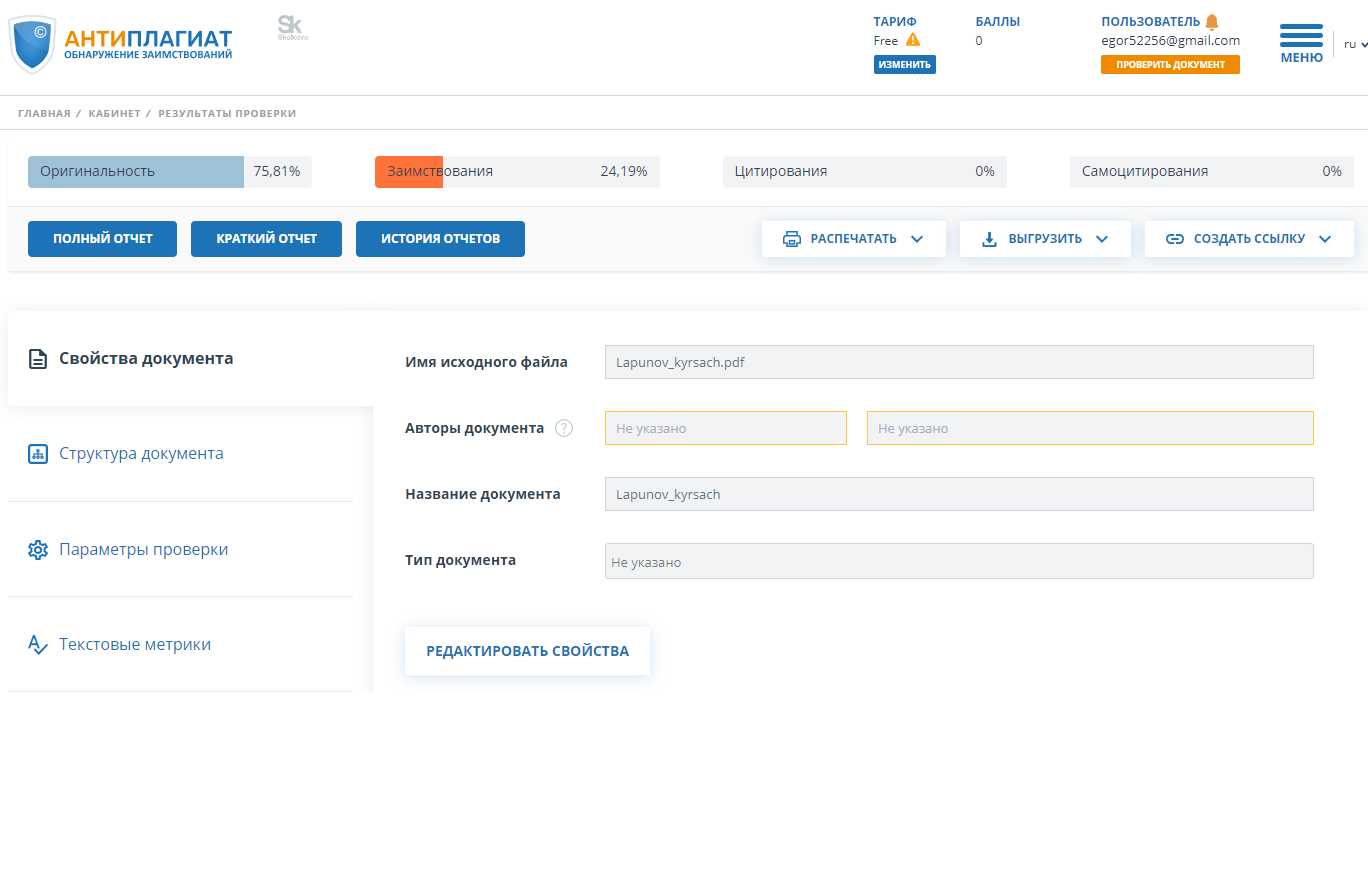 АНТИПЛАГИАТ
ОБНАРУЖЕНИЕ ЗАИМСТВОВАНИЙ
Sk
Skolkovo
ТАРИФ
Free
ИЗМЕНИТЬ
БАЛЛЫ
0
ПОЛЬЗОВАТЕЛЬ
egor52256@gmail.com
ПРОВЕРИТЬ ДОКУМЕНТ
МЕНЮ
ru
ГЛАВНАЯ / КАБИНЕТ / РЕЗУЛЬТАТЫ ПРОВЕРКИ
Оригинальность 75,81%
Заимствования 24,19%
Цитирования 0%
Самоцитирования 0%
ПОЛНЫЙ ОТЧЕТ
КРАТКИЙ ОТЧЕТ
ИСТОРИЯ ОТЧЕТОВ
РАСПЕЧАТАТЬ
ВЫГРУЗИТЬ
СОЗДАТЬ ССЫЛКУ
Свойства документа
Структура документа
Параметры проверки
Текстовые метрики
Имя исходного файла Lapunov_kyrsach.pdf
Авторы документа ? Не указано Не указано
Название документа Lapunov_kyrsach
Тип документа Не указано
РЕДАКТИРОВАТЬ СВОЙСТВА